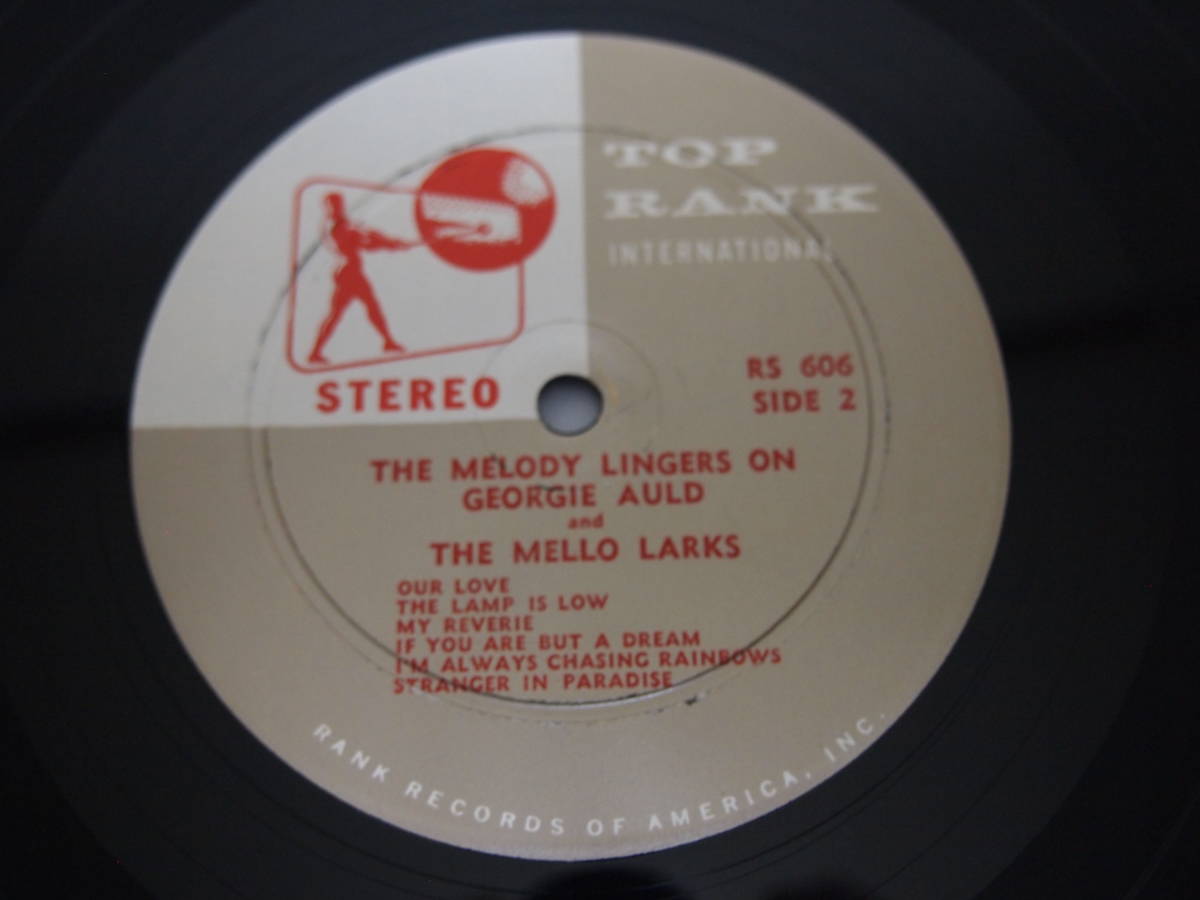 TOP
RANK
INTERNATIONAL
STEREO
RS 606
SIDE 2
THE MELODY LINGERS ON
GEORGIE AULD
and
THE MELLO LARKS
OUR LOVE
THE LAMP IS LOW
MY REVERIE
IF YOU ARE BUT A DREAM
I'M ALWAYS CHASING RAINBOWS
STRANGER IN PARADISE
RANK RECORDS OF AMERICA, INC.